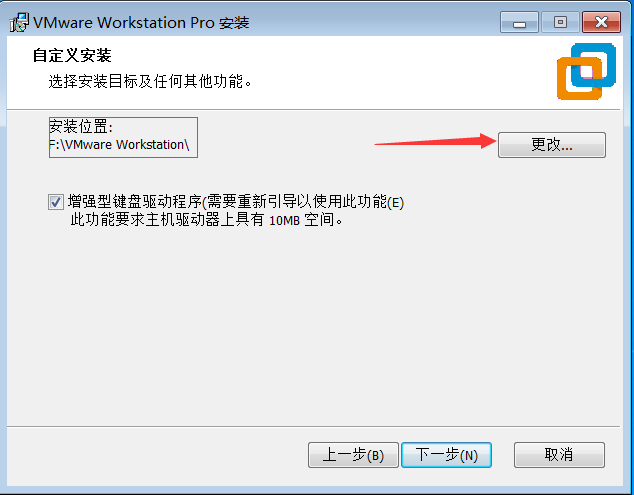 VMware Workstation Pro 安装
自定义安装
选择安装目标及任何其他功能。
安装位置:
F:\VMware Workstation\
更改...
增强型键盘驱动程序(需要重新引导以使用此功能(E)
此功能要求主机驱动器上具有 10MB 空间。
上一步(B) 下一步(N) 取消